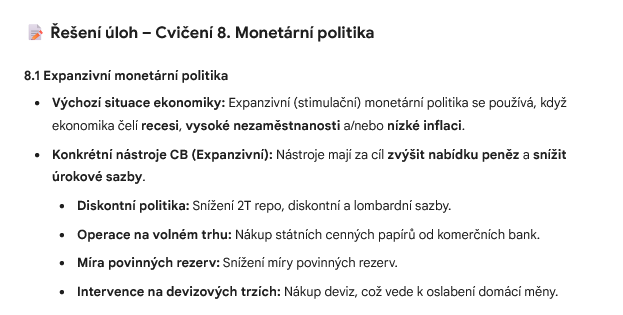 📝 Řešení úloh – Cvičení 8. Monetární politika
8.1 Expanzivní monetární politika
• Výchozí situace ekonomiky: Expanzivní (stimulační) monetární politika se používá, když
ekonomika čelí recesi, vysoké nezaměstnanosti a/nebo nízké inflaci.
• Konkrétní nástroje CB (Expanzivní): Nástroje mají za cíl zvýšit nabídku peněz a snížit
úrokové sazby.
• Diskontní politika: Snížení 2T repo, diskontní a lombardní sazby.
• Operace na volném trhu: Nákup státních cenných papírů od komerčních bank.
• Míra povinných rezerv: Snížení míry povinných rezerv.
• Intervence na devizových trzích: Nákup deviz, což vede k oslabení domácí měny.